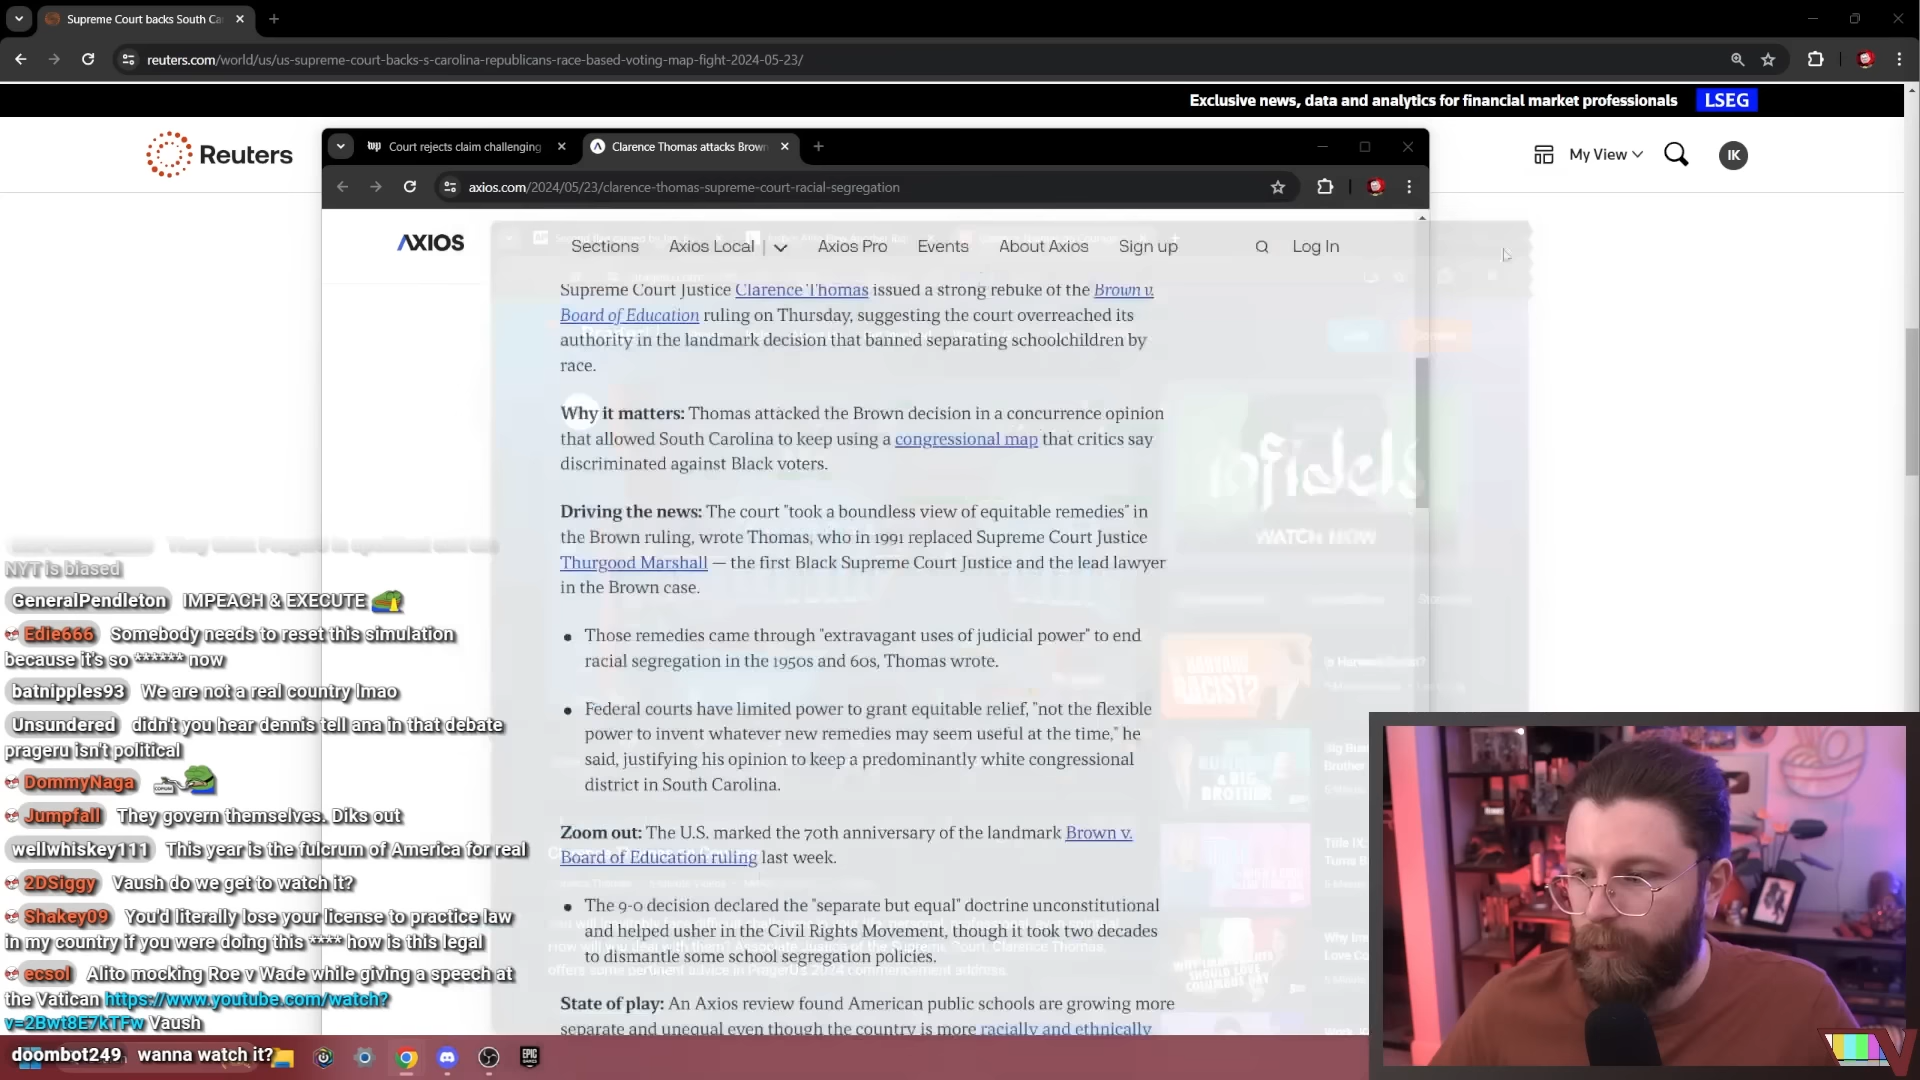 Supreme Court backs South Ca
reuters.com/world/us/us-supreme-court-backs-s-carolina-republicans-race-based-voting-map-fight-2024-05-23/
Exclusive news, data and analytics for financial market professionals LSEG
Reuters
My View
IK
wp Court rejects claim challenging
Clarence Thomas attacks Brown
axios.com/2024/05/23/clarence-thomas-supreme-court-racial-segregation
AXIOS
Sections Axios Local Axios Pro Events About Axios Sign up Log In
Supreme Court Justice Clarence Thomas issued a strong rebuke of the Brown v.
Board of Education ruling on Thursday, suggesting the court overreached its
authority in the landmark decision that banned separating schoolchildren by
race.
Why it matters: Thomas attacked the Brown decision in a concurrence opinion
that allowed South Carolina to keep using a congressional map that critics say
discriminated against Black voters.
Driving the news: The court "took a boundless view of equitable remedies" in
the Brown ruling, wrote Thomas, who in 1991 replaced Supreme Court Justice
Thurgood Marshall — the first Black Supreme Court Justice and the lead lawyer
in the Brown case.
• Those remedies came through "extravagant uses of judicial power" to end
racial segregation in the 1950s and 60s, Thomas wrote.
• Federal courts have limited power to grant equitable relief, "not the flexible
power to invent whatever new remedies may seem useful at the time," he
said, justifying his opinion to keep a predominantly white congressional
district in South Carolina.
Zoom out: The U.S. marked the 70th anniversary of the landmark Brown v.
Board of Education ruling last week.
• The 9-0 decision declared the "separate but equal" doctrine unconstitutional
and helped usher in the Civil Rights Movement, though it took two decades
to dismantle some school segregation policies.
State of play: An Axios review found American public schools are growing more
separate and unequal even though the country is more racially and ethnically
infidels
WATCH NOW
HARVARD
RACIST?
BROTHER
WHY IMMIGRANTS
SHOULD LOVE
COLUMBUS DAY
NYT is biased
GeneralPendleton IMPEACH & EXECUTE
Edie666 Somebody needs to reset this simulation
because it's so ****** now
batnipples93 We are not a real country lmao
Unsundered didn't you hear dennis tell ana in that debate
prageru isn't political
DommyNaga
Jumpfall They govern themselves. Diks out
wellwhiskey111 This year is the fulcrum of America for real
2DSiggy Vaush do we get to watch it?
Shakey09 You'd literally lose your license to practice law
in my country if you were doing this **** how is this legal
ecsol Alito mocking Roe v Wade while giving a speech at
the Vatican https://www.youtube.com/watch?
v=2Bwt8E7kTFw Vaush
doombot249 wanna watch it?
EPIC
GAMES